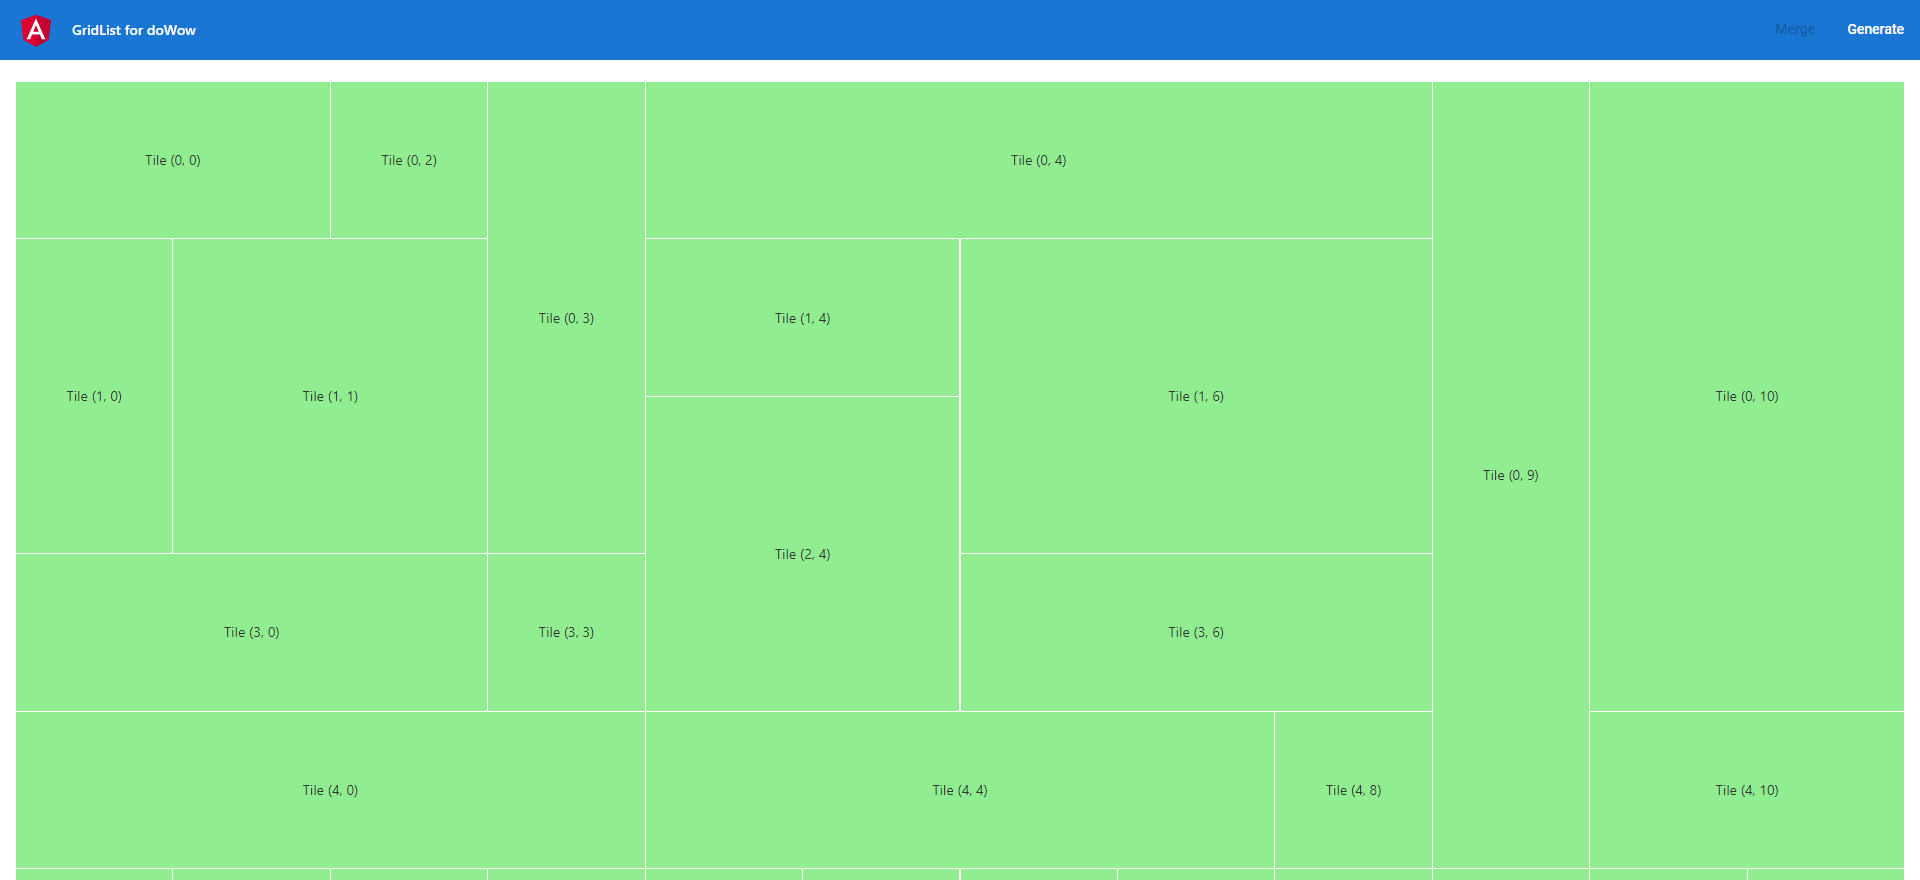 GridList for doWow
Merge
Generate
Tile (0, 0)
Tile (0, 2)
Tile (0, 4)
Tile (0, 3)
Tile (1, 4)
Tile (1, 0)
Tile (1, 1)
Tile (1, 6)
Tile (0, 10)
Tile (0, 9)
Tile (2, 4)
Tile (3, 0)
Tile (3, 3)
Tile (3, 6)
Tile (4, 0)
Tile (4, 4)
Tile (4, 8)
Tile (4, 10)